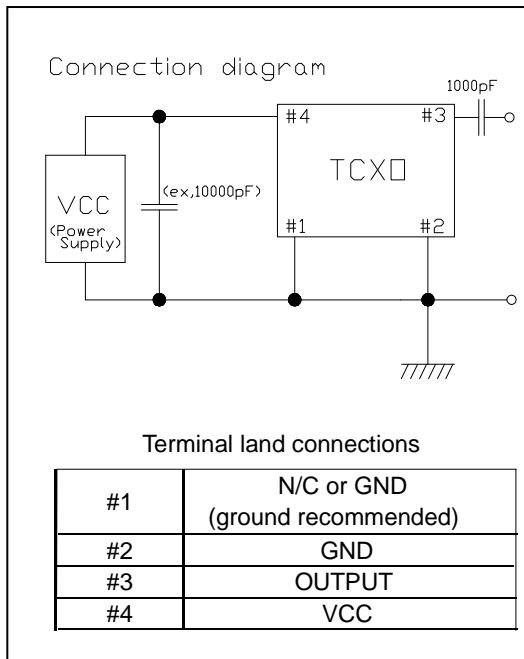 Connection diagram
1000pF
#4
#3
TCXO
VCC
(Power
Supply)
(ex,10000pF)
#1
#2
Terminal land connections
#1
N/C or GND
(ground recommended)
#2
GND
#3
OUTPUT
#4
VCC